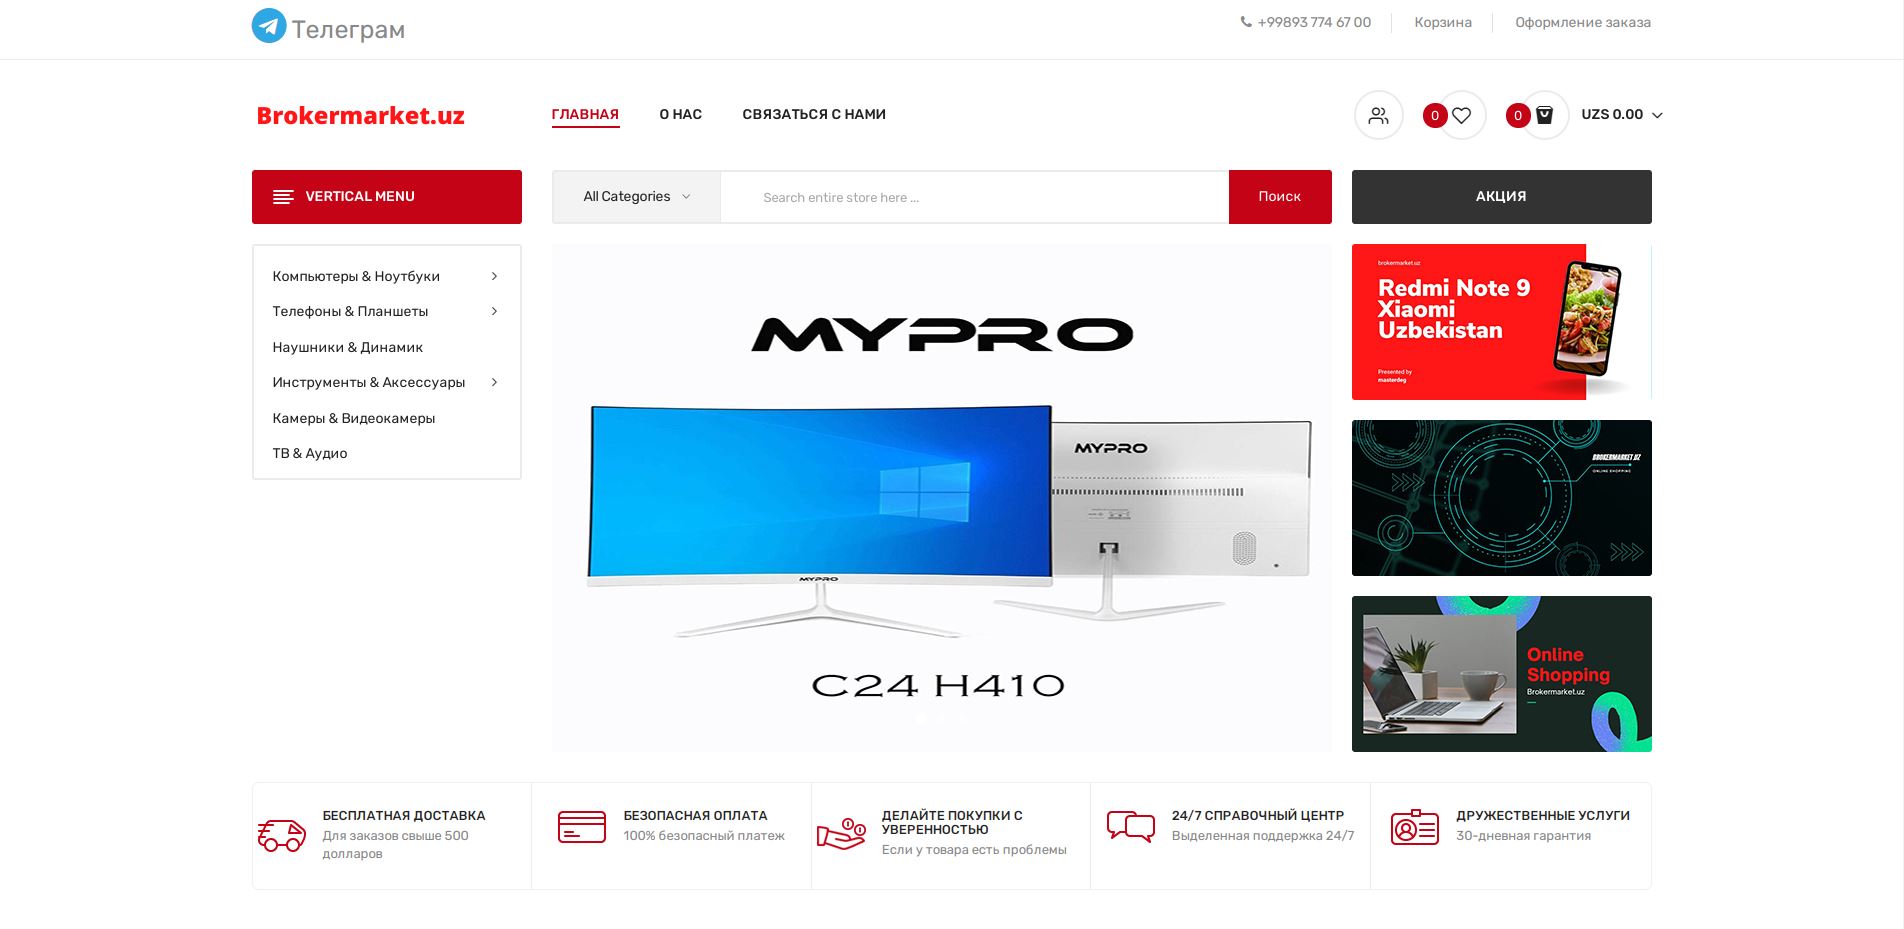 Телеграм
+99893 774 67 00
Корзина
Оформление заказа
Brokermarket.uz
ГЛАВНАЯ
О НАС
СВЯЗАТЬСЯ С НАМИ
0
0
UZS 0.00
VERTICAL MENU
All Categories
Search entire store here ...
Поиск
АКЦИЯ
Компьютеры & Ноутбуки
Телефоны & Планшеты
Наушники & Динамик
Инструменты & Аксессуары
Камеры & Видеокамеры
ТВ & Аудио
MYPRO
MYPRO
MYPRO
C24 H410
brokermarket.uz
Redmi Note 9
Xiaomi
Uzbekistan
Presented by
masterdeg
BROKERMARKET.UZ
ONLINE SHOPPING
Online
Shopping
Brokermarket.uz
БЕСПЛАТНАЯ ДОСТАВКА
Для заказов свыше 500
долларов
БЕЗОПАСНАЯ ОПЛАТА
100% безопасный платеж
ДЕЛАЙТЕ ПОКУПКИ С
УВЕРЕННОСТЬЮ
Если у товара есть проблемы
24/7 СПРАВОЧНЫЙ ЦЕНТР
Выделенная поддержка 24/7
ДРУЖЕСТВЕННЫЕ УСЛУГИ
30-дневная гарантия